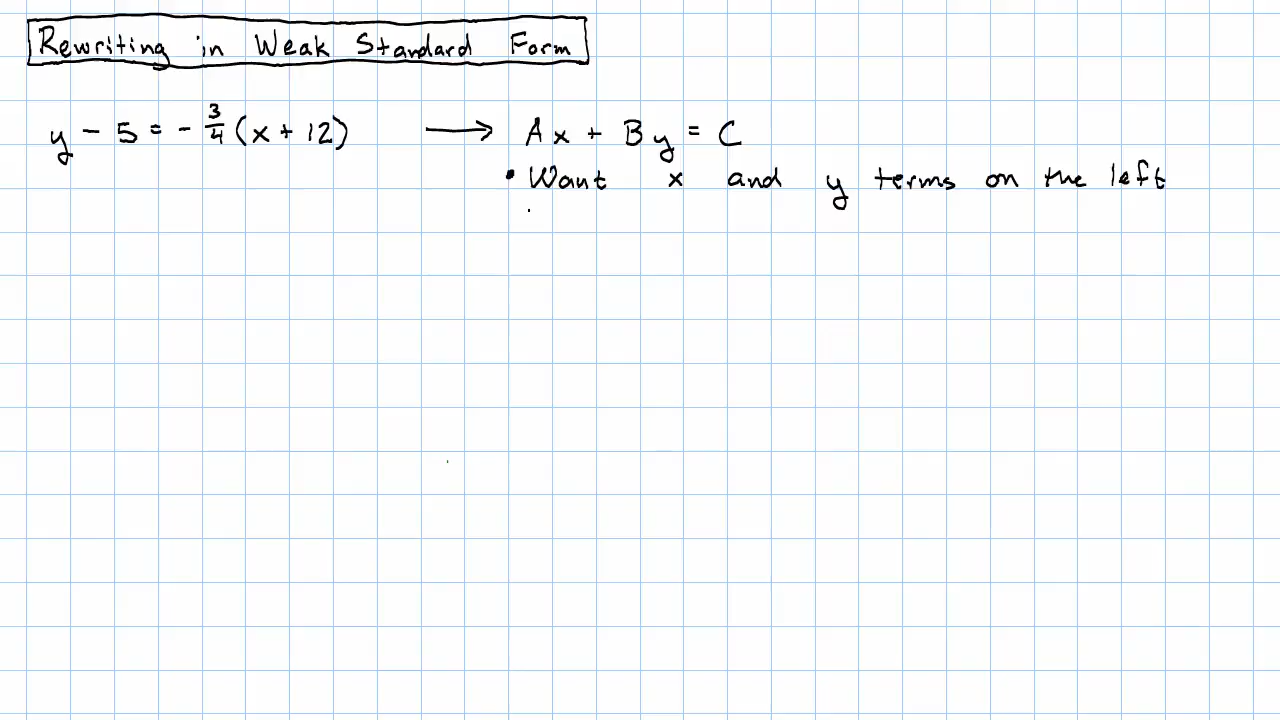 Rewriting in Weak Standard Form
y - 5 = - 3/4 (x + 12) → Ax + By = C
• Want x and y terms on the left